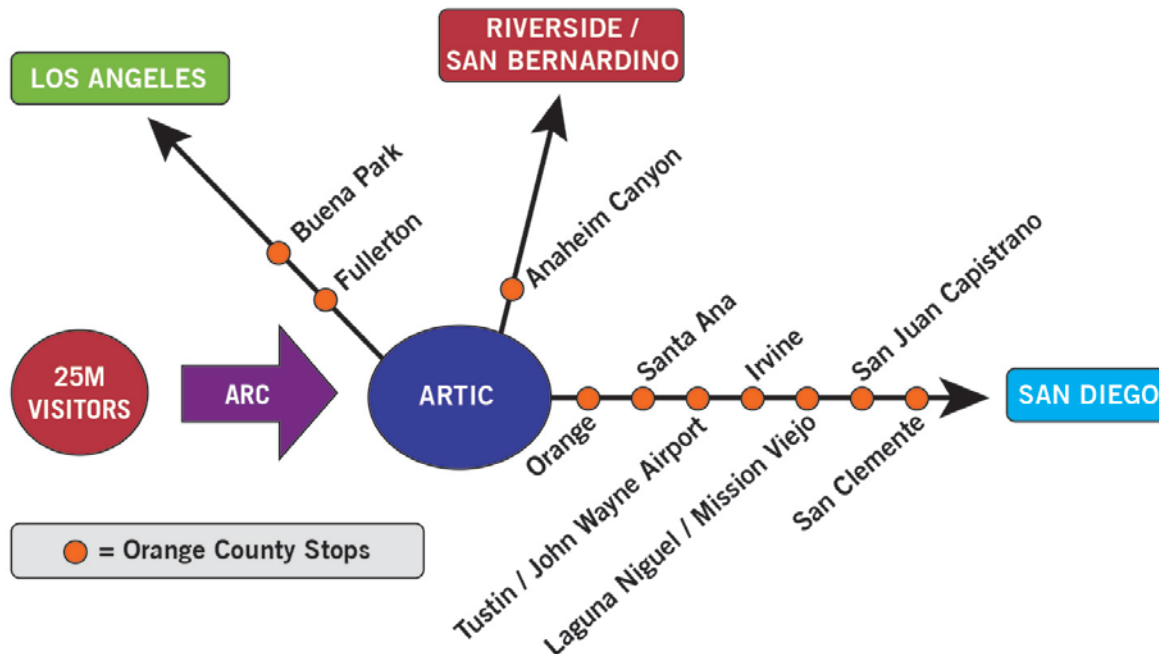 RIVERSIDE /
SAN BERNARDINO
LOS ANGELES
Buena Park
Fullerton
Anaheim Canyon
25M
VISITORS
ARC
ARTIC
Orange
Santa Ana
Tustin / John Wayne Airport
Irvine
Laguna Niguel / Mission Viejo
San Juan Capistrano
San Clemente
SAN DIEGO
= Orange County Stops